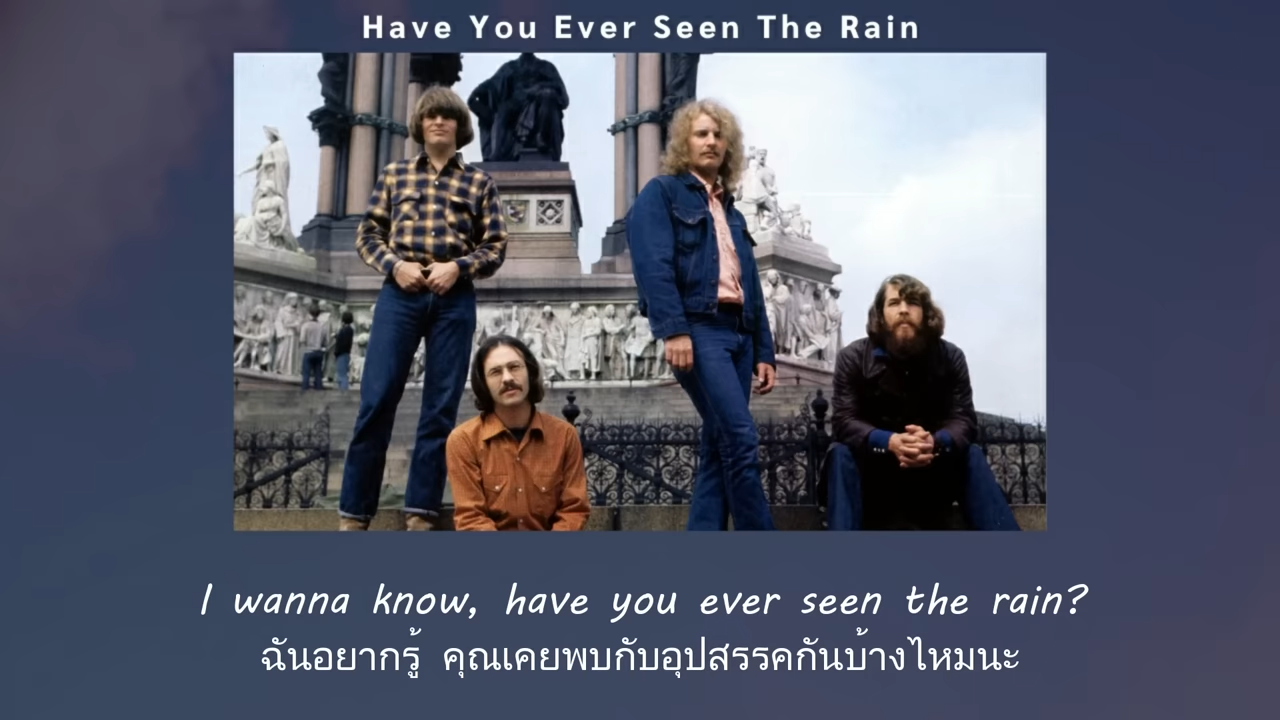 Have You Ever Seen The Rain
I wanna know, have you ever seen the rain?
ฉันอยากรู้ คุณเคยพบกับอุปสรรคกันบ้างไหมนะ